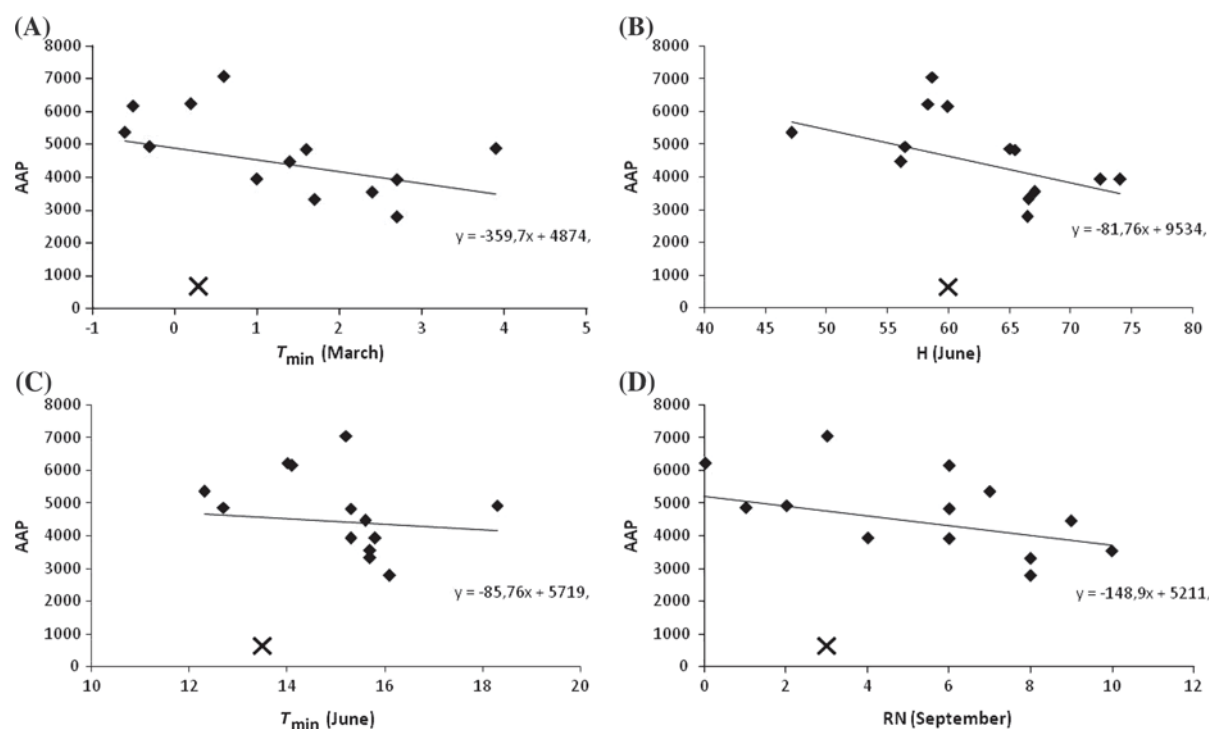 (A)
8000
7000
6000
5000
4000
3000
2000
1000
0
AAP
y = -359,7x + 4874,
-1 0 1 2 3 4 5
Tmin (March)
(B)
8000
7000
6000
5000
4000
3000
2000
1000
0
AAP
y = -81,76x + 9534,
40 45 50 55 60 65 70 75 80
H (June)
(C)
8000
7000
6000
5000
4000
3000
2000
1000
0
AAP
y = -85,76x + 5719,
10 12 14 16 18 20
Tmin (June)
(D)
8000
7000
6000
5000
4000
3000
2000
1000
0
AAP
y = -148,9x + 5211,
0 2 4 6 8 10 12
RN (September)